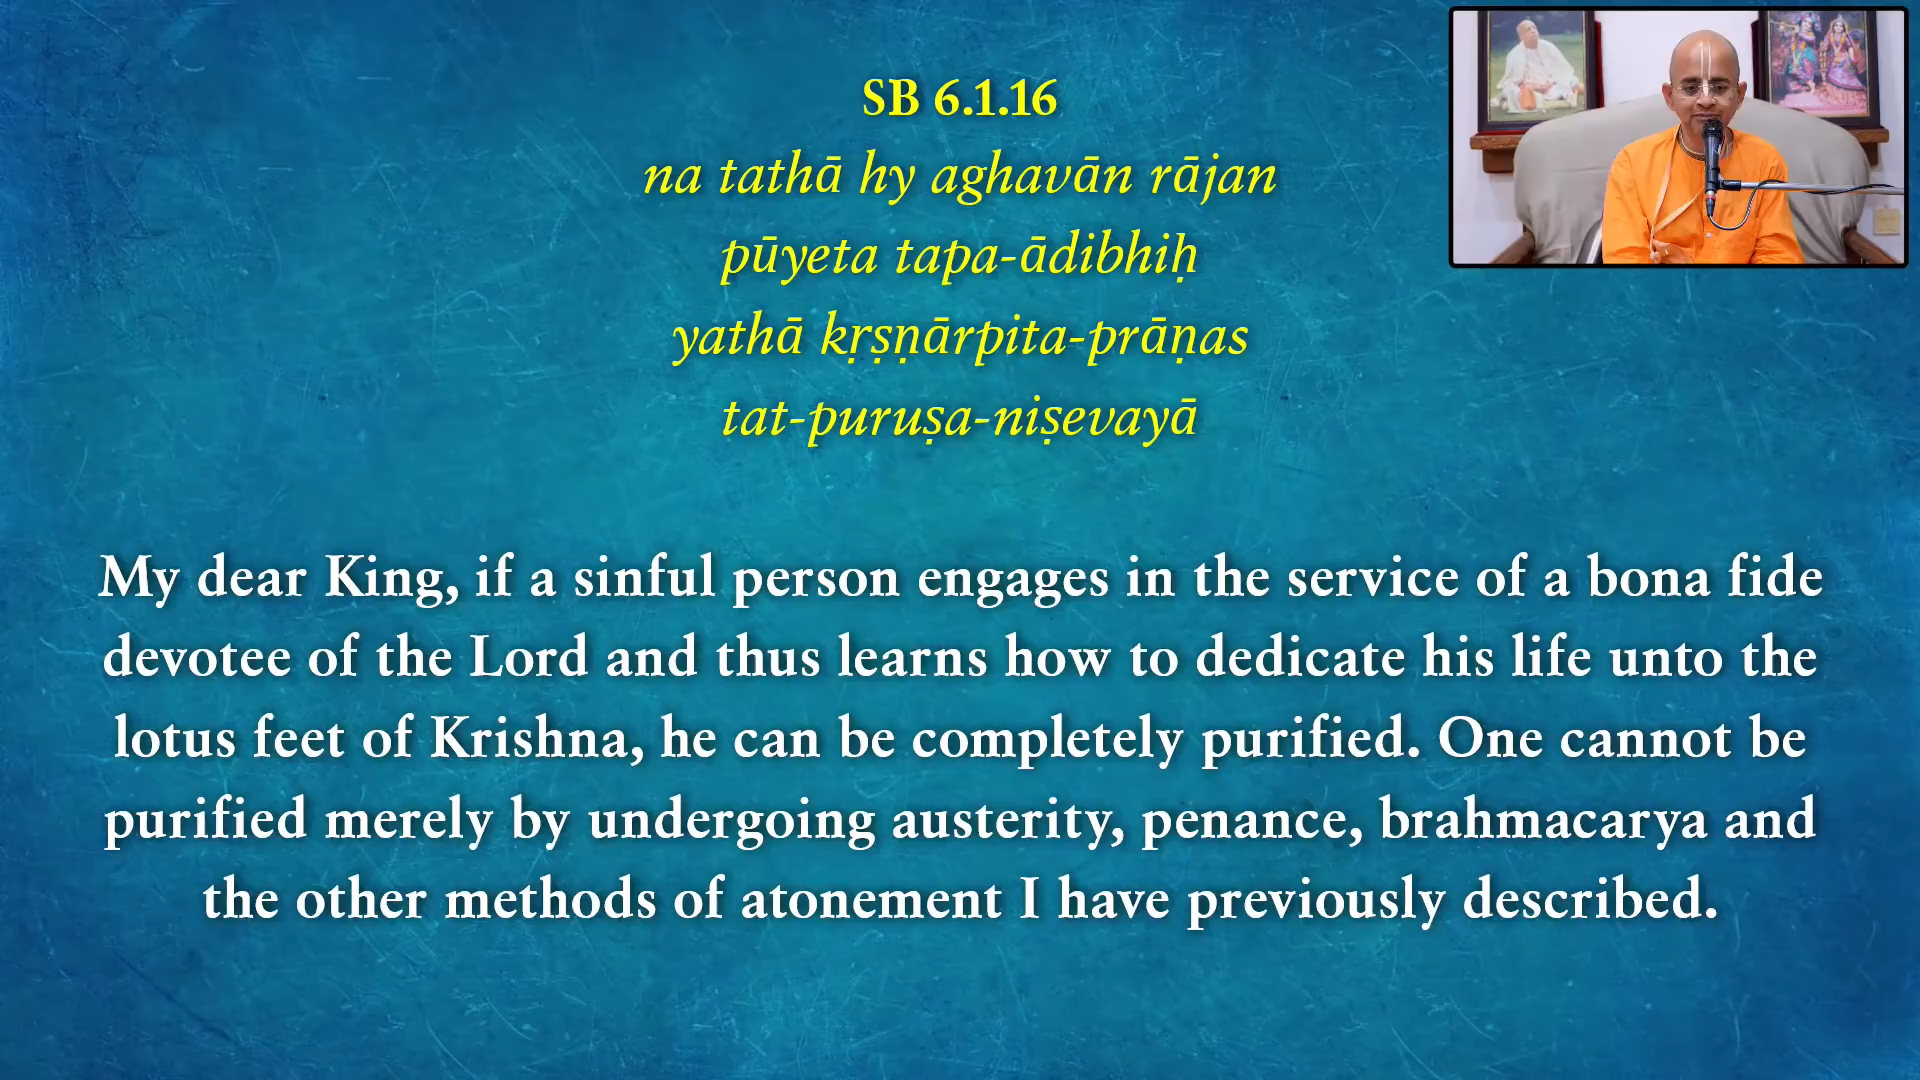 SB 6.1.16
na tathā hy aghavān rājan
pūyeta tapa-ādibhiḥ
yathā kṛṣṇārpita-prāṇas
tat-puruṣa-niṣevayā
My dear King, if a sinful person engages in the service of a bona fide
devotee of the Lord and thus learns how to dedicate his life unto the
lotus feet of Krishna, he can be completely purified. One cannot be
purified merely by undergoing austerity, penance, brahmacarya and
the other methods of atonement I have previously described.